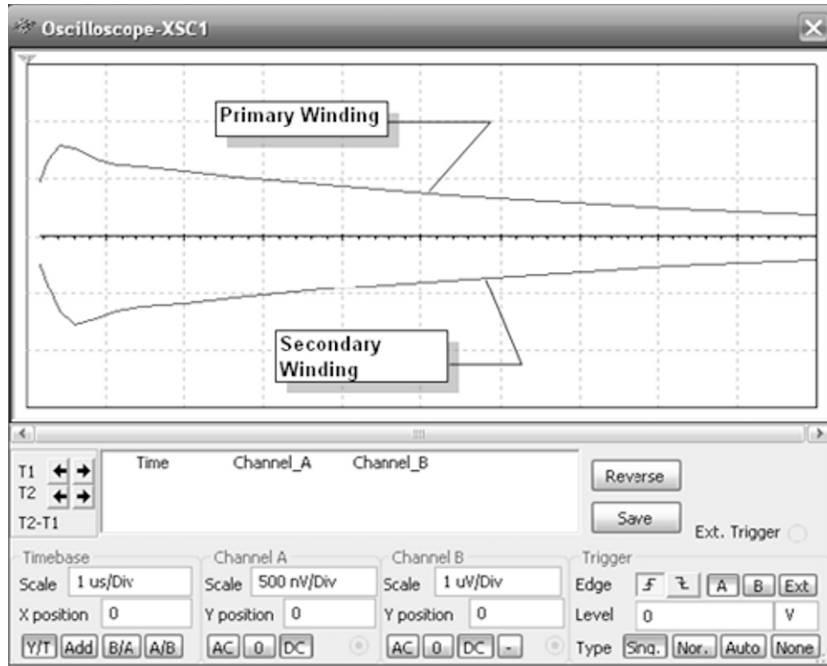 Oscilloscope-XSC1
Primary Winding
Secondary
Winding
Time Channel_A Channel_B
T1
T2
T2-T1
Reverse
Save
Ext. Trigger
Timebase
Scale 1 us/Div
X position 0
Y/T Add B/A A/B
Channel A
Scale 500 nV/Div
Y position 0
AC 0 DC
Channel B
Scale 1 uV/Div
Y position 0
AC 0 DC -
Trigger
Edge A B Ext
Level 0 V
Type Sing. Nor. Auto None